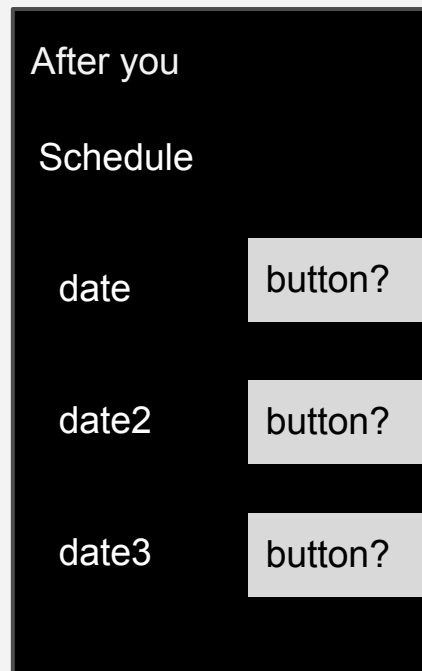 After you
Schedule
date
button?
date2
button?
date3
button?